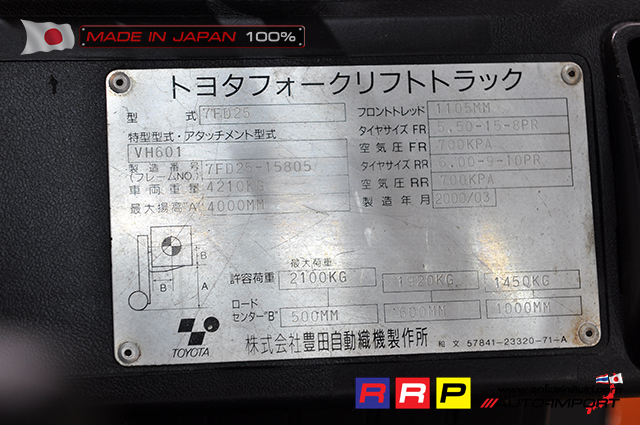 MADE IN JAPAN 100%
トヨタフォークリフトトラック
型式 7FD25
特型型式・アタッチメント型式
VH601
製造番号 7FD25-15805
(フレームNO.)
車両重量 4210KG
最大揚高"A" 4000MM
フロントトレッド 1105MM
タイヤサイズ FR 5.50-15-8PR
空気圧 FR 700KPA
タイヤサイズ RR 6.00-9-10PR
空気圧 RR 700KPA
製造年月 2000/03
B
B
A
最大荷重
許容荷重 2100KG 1920KG 1450KG
ロード
センター"B" 500MM 600MM 1000MM
TOYOTA
株式会社豊田自動織機製作所
57841-23320-71-A
RRP
AUTOIMPORT